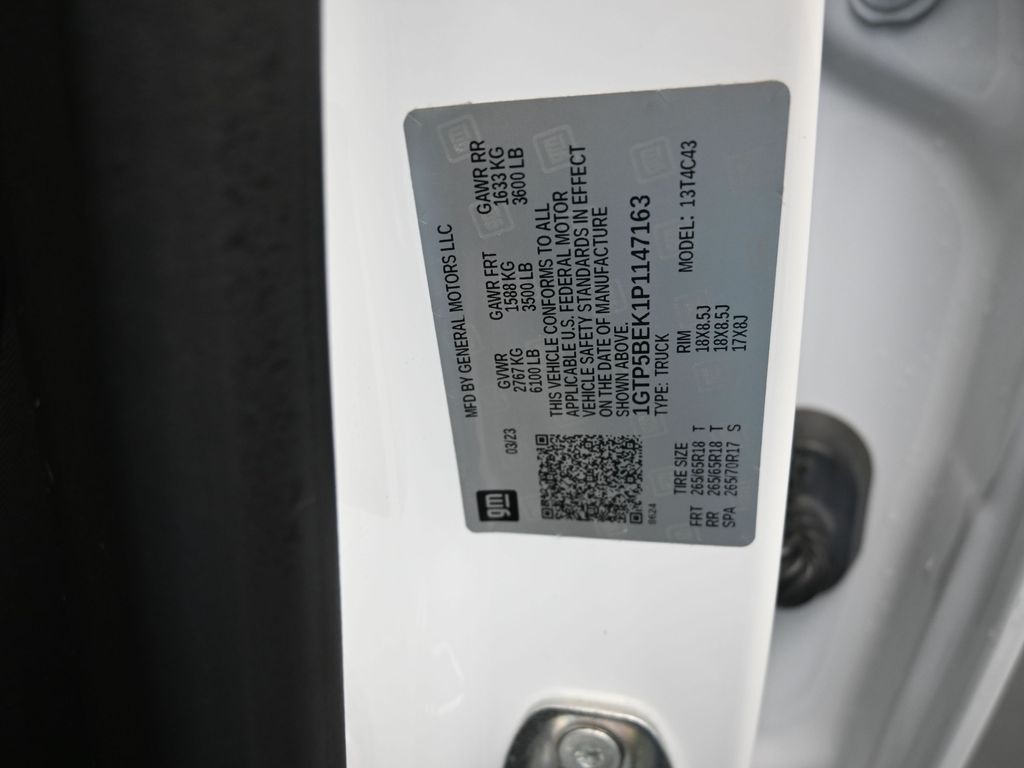 gm
MFD BY GENERAL MOTORS LLC
03/23
GVWR GAWR FRT GAWR RR
2767 KG 1588 KG 1633 KG
6100 LB 3500 LB 3600 LB
THIS VEHICLE CONFORMS TO ALL
APPLICABLE U.S. FEDERAL MOTOR
VEHICLE SAFETY STANDARDS IN EFFECT
ON THE DATE OF MANUFACTURE
SHOWN ABOVE.
1GTP5BEK1P1147163
8624
TYPE: TRUCK MODEL: 13T4C43
TIRE SIZE RIM
FRT 265/65R18 T 18X8.5J
RR 265/65R18 T 18X8.5J
SPA 265/70R17 S 17X8J